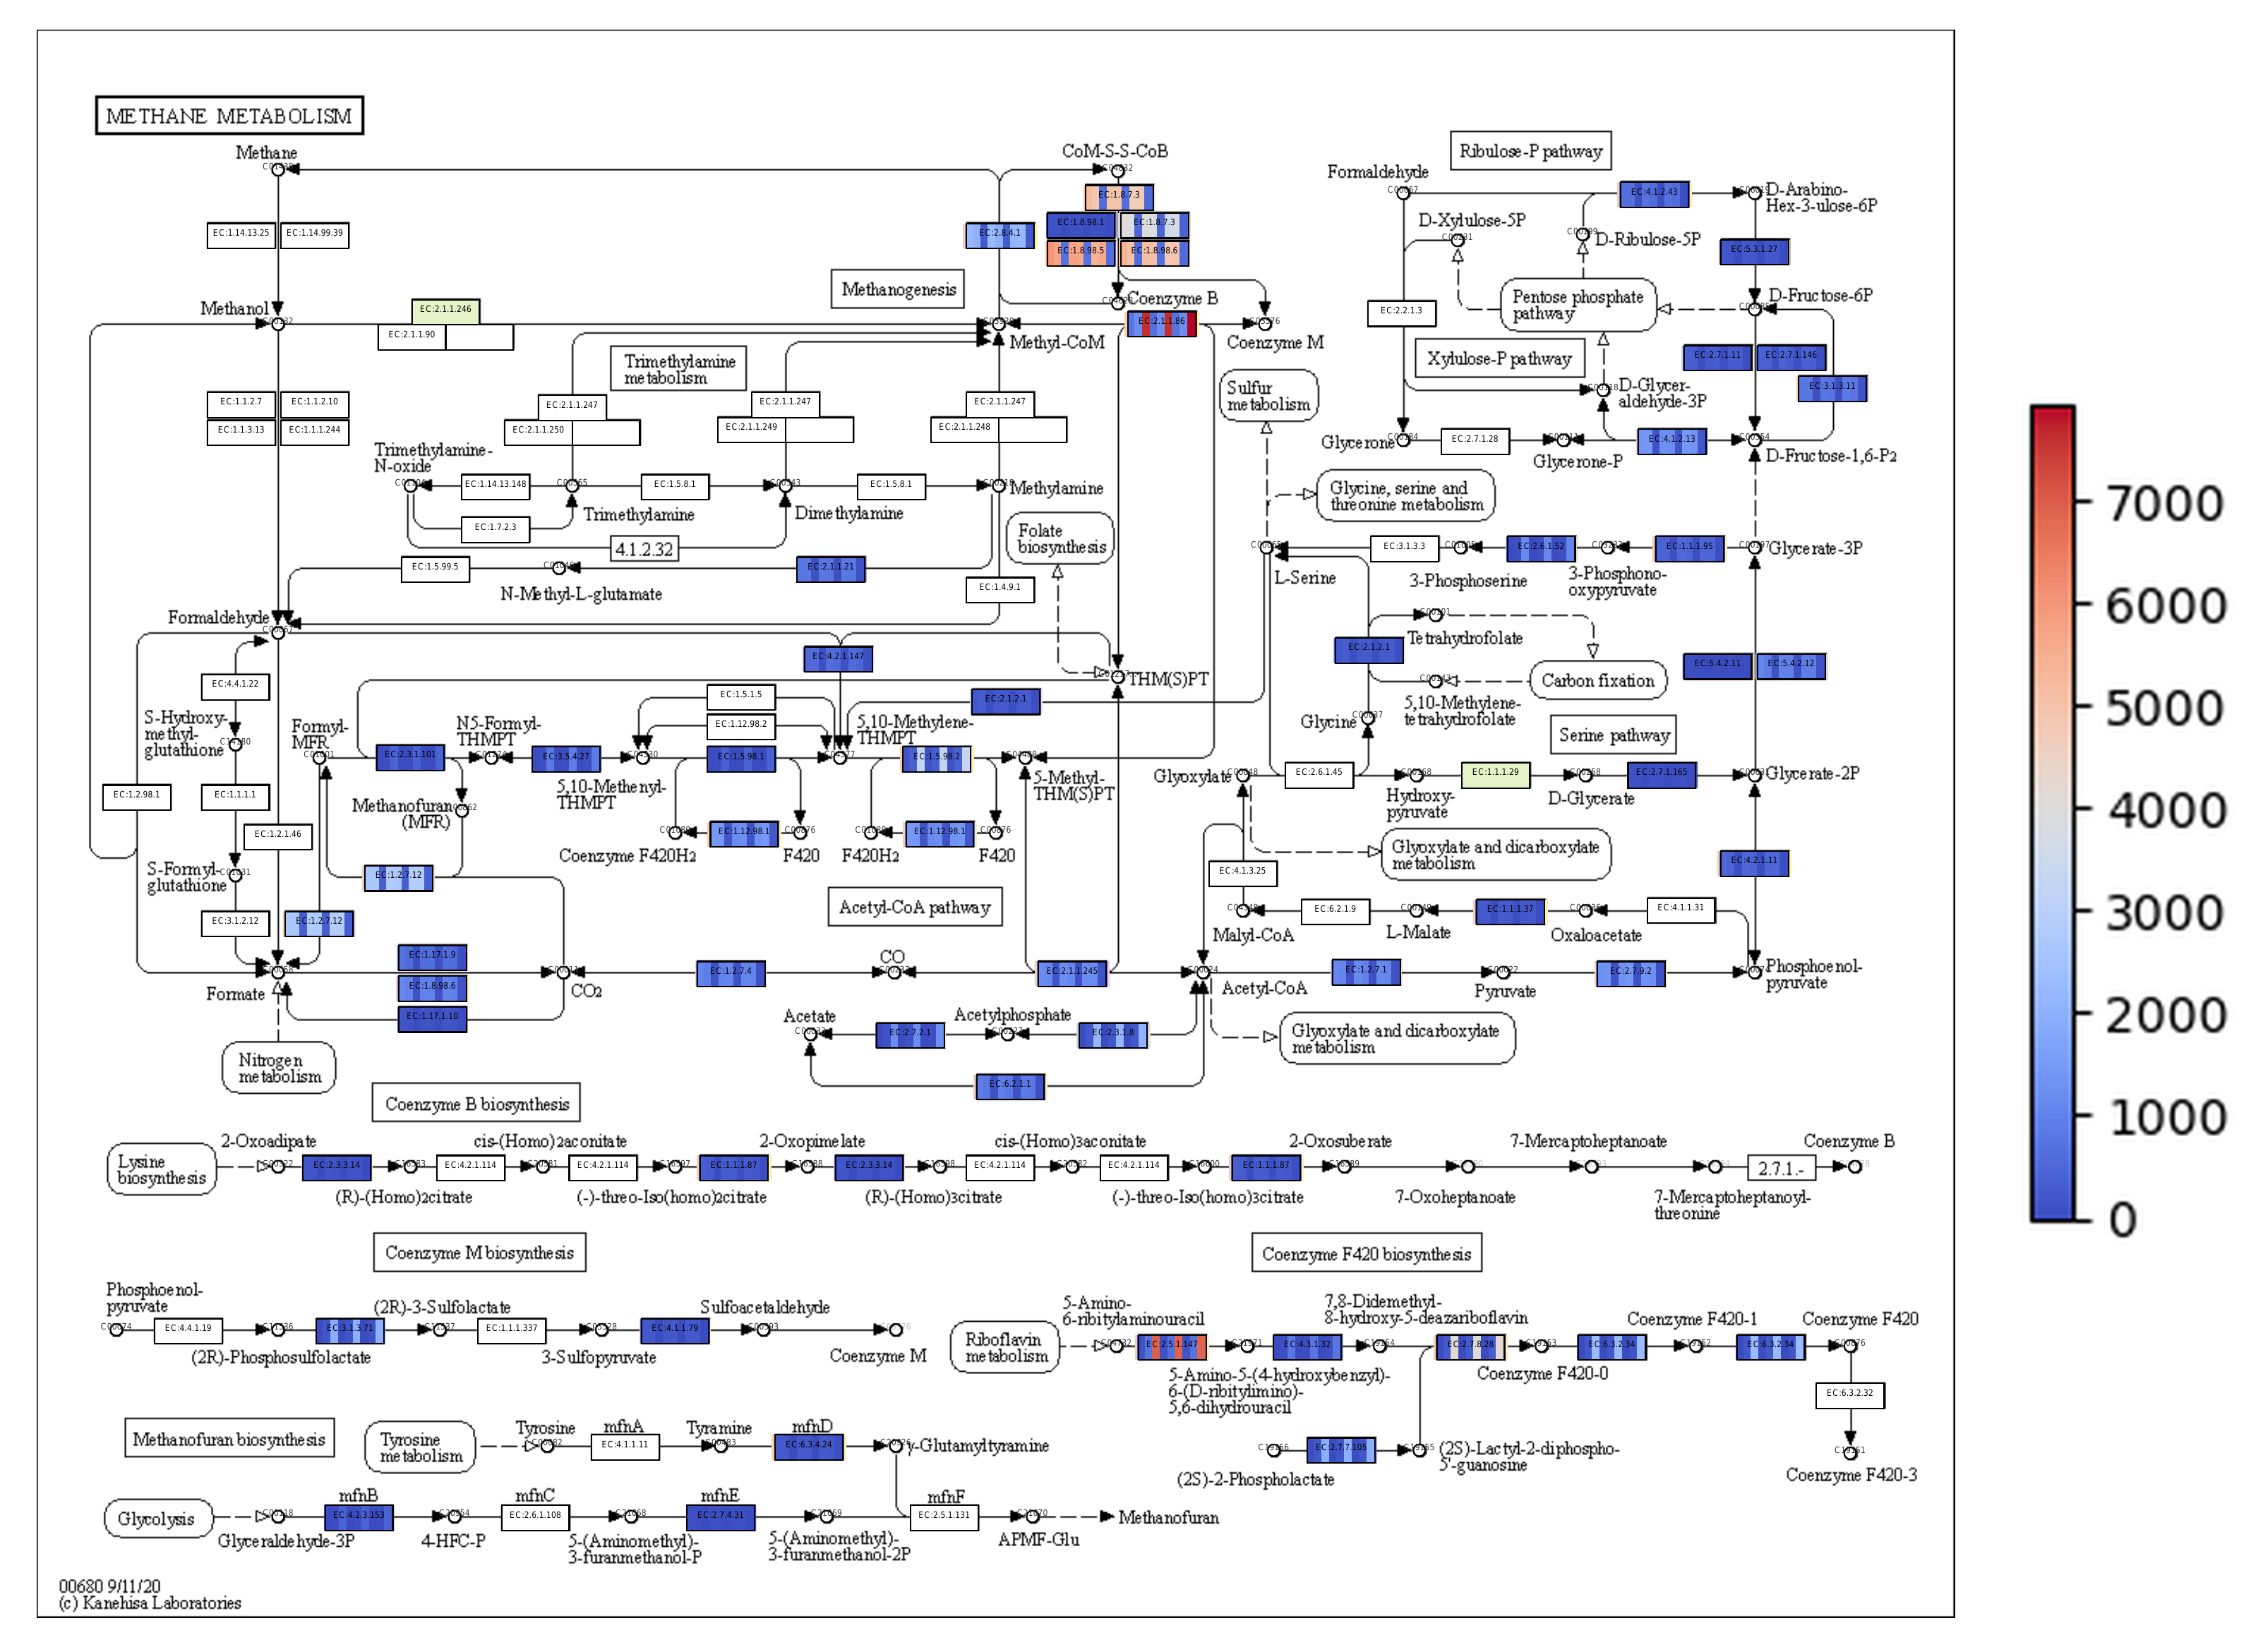 METHANE METABOLISM
Methane
CoM-S-S-CoB
Ribulose-P pathway
Formaldehyde
EC:1.8.7.3
EC:4.1.2.43
D-Arabino-
Hex-3-ulose-6P
EC:1.14.13.25
EC:1.14.99.39
EC:2.8.4.1
EC:1.8.98.1
EC:1.8.7.3
EC:1.8.98.5
EC:1.8.98.6
D-Xylulose-5P
D-Ribulose-5P
EC:5.3.1.27
Methanogenesis
Coenzyme B
Pentose phosphate
pathway
D-Fructose-6P
Methanol
EC:2.1.1.246
EC:2.1.1.90
EC:2.1.1.86
EC:2.2.1.3
Methyl-CoM
Coenzyme M
Trimethylamine
metabolism
Xylulose-P pathway
EC:2.7.1.11
EC:2.7.1.146
Sulfur
metabolism
D-Glycer-
aldehyde-3P
EC:3.1.3.11
EC:1.1.2.7
EC:1.1.2.10
EC:1.1.3.13
EC:1.1.1.244
EC:2.1.1.247
EC:2.1.1.250
EC:2.1.1.247
EC:2.1.1.249
EC:2.1.1.247
EC:2.1.1.248
Glycerone
EC:2.7.1.28
Glycerone-P
EC:4.1.2.13
D-Fructose-1,6-P2
Trimethylamine-
N-oxide
EC:1.14.13.148
EC:1.5.8.1
EC:1.5.8.1
Methylamine
Glycine, serine and
threonine metabolism
EC:1.7.2.3
Trimethylamine
Dimethylamine
4.1.2.32
Folate
biosynthesis
EC:3.1.3.3
EC:2.6.1.52
EC:1.1.1.95
Glycerate-3P
EC:1.5.99.5
EC:2.1.1.21
N-Methyl-L-glutamate
EC:1.4.9.1
L-Serine
3-Phosphoserine
3-Phosphono-
oxypyruvate
Formaldehyde
EC:4.2.1.147
EC:2.1.2.1
Tetrahydrofolate
EC:5.4.2.11
EC:5.4.2.12
EC:4.4.1.22
THM(S)PT
Carbon fixation
EC:1.5.1.5
EC:2.1.2.1
5,10-Methylene-
tetrahydrofolate
S-Hydroxy-
methyl-
glutathione
Formyl-
MFR
N5-Formyl-
THMPT
EC:1.12.98.2
5,10-Methylene-
THMPT
Glycine
Serine pathway
EC:2.3.1.101
EC:3.5.4.27
EC:1.5.98.1
EC:1.5.98.2
5-Methyl-
THM(S)PT
Glyoxylate
EC:2.6.1.45
EC:1.1.1.29
EC:2.7.1.165
Glycerate-2P
5,10-Methenyl-
THMPT
Hydroxy-
pyruvate
D-Glycerate
EC:1.2.98.1
EC:1.1.1.1
Methanofuran
(MFR)
EC:1.2.1.46
EC:1.12.98.1
EC:1.12.98.1
Coenzyme F420H2
F420
F420H2
F420
Glyoxylate and dicarboxylate
metabolism
S-Formyl-
glutathione
EC:1.2.7.12
EC:4.1.3.25
EC:4.2.1.11
EC:3.1.2.12
EC:1.2.7.12
Acetyl-CoA pathway
EC:6.2.1.9
EC:1.1.1.37
EC:4.1.1.31
Malyl-CoA
L-Malate
Oxaloacetate
EC:1.17.1.9
CO
EC:1.2.7.4
EC:2.1.1.245
EC:1.2.7.1
EC:2.7.9.2
Phosphoenol-
pyruvate
Formate
EC:1.8.98.6
CO2
Acetyl-CoA
Pyruvate
EC:1.17.1.10
Acetate
EC:2.7.2.1
Acetylphosphate
EC:2.3.1.8
Glyoxylate and dicarboxylate
metabolism
Nitrogen
metabolism
EC:6.2.1.1
Coenzyme B biosynthesis
Lysine
biosynthesis
2-Oxoadipate
cis-(Homo)2aconitate
2-Oxopimelate
cis-(Homo)3aconitate
2-Oxosuberate
7-Mercaptoheptanoate
Coenzyme B
EC:2.3.3.14
EC:4.2.1.114
EC:4.2.1.114
EC:1.1.1.87
EC:2.3.3.14
EC:4.2.1.114
EC:4.2.1.114
EC:1.1.1.87
2.7.1.-
(R)-(Homo)2citrate
(-)-threo-Iso(homo)2citrate
(R)-(Homo)3citrate
(-)-threo-Iso(homo)3citrate
7-Oxoheptanoate
7-Mercaptoheptanoyl-
threonine
Coenzyme M biosynthesis
Coenzyme F420 biosynthesis
Phosphoenol-
pyruvate
(2R)-3-Sulfolactate
Sulfoacetaldehyde
EC:4.4.1.19
EC:3.1.3.71
EC:1.1.1.337
EC:4.1.1.79
(2R)-Phosphosulfolactate
3-Sulfopyruvate
Coenzyme M
Riboflavin
metabolism
5-Amino-
6-ribitylaminouracil
7,8-Didemethyl-
8-hydroxy-5-deazariboflavin
Coenzyme F420-1
Coenzyme F420
EC:2.5.1.147
EC:4.3.1.32
EC:2.7.8.28
EC:6.3.2.34
EC:6.3.2.34
5-Amino-5-(4-hydroxybenzyl)-
6-(D-ribitylimino)-
5,6-dihydrouracil
Coenzyme F420-0
EC:6.3.2.32
Methanofuran biosynthesis
Tyrosine
metabolism
Tyrosine
mfnA
EC:4.1.1.11
Tyramine
mfnD
EC:6.3.4.24
γ-Glutamyltyramine
EC:2.7.7.105
(2S)-2-Phospholactate
(2S)-Lactyl-2-diphospho-
5'-guanosine
Coenzyme F420-3
Glycolysis
mfnB
EC:4.2.3.153
mfnC
EC:2.6.1.108
mfnE
EC:2.7.4.31
mfnF
EC:2.5.1.131
Methanofuran
Glyceraldehyde-3P
4-HFC-P
5-(Aminomethyl)-
3-furanmethanol-P
5-(Aminomethyl)-
3-furanmethanol-2P
APMF-Glu
00680 9/11/20
(c) Kanehisa Laboratories
7000
6000
5000
4000
3000
2000
1000
0